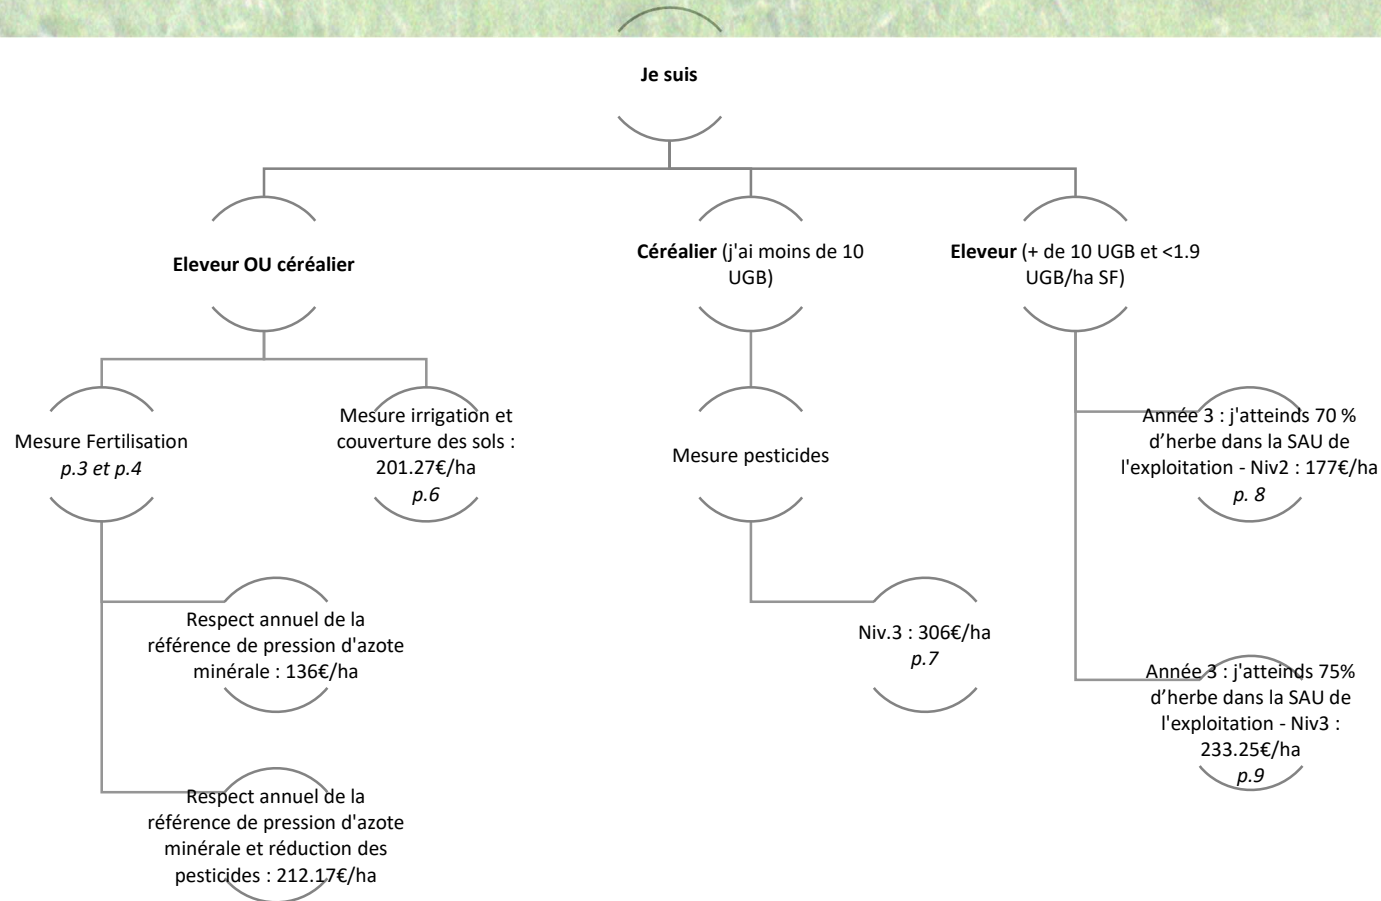 Je suis
Eleveur OU céréalier
Céréalier (j'ai moins de 10
UGB)
Eleveur (+ de 10 UGB et <1.9
UGB/ha SF)
Mesure Fertilisation
p.3 et p.4
Mesure irrigation et
couverture des sols :
201.27€/ha
p.6
Mesure pesticides
Année 3 : j'atteinds 70 %
d’herbe dans la SAU de
l'exploitation - Niv2 : 177€/ha
p. 8
Respect annuel de la
référence de pression d'azote
minérale : 136€/ha
Niv.3 : 306€/ha
p.7
Année 3 : j'atteinds 75%
d’herbe dans la SAU de
l'exploitation - Niv3 :
233.25€/ha
p.9
Respect annuel de la
référence de pression d'azote
minérale et réduction des
pesticides : 212.17€/ha